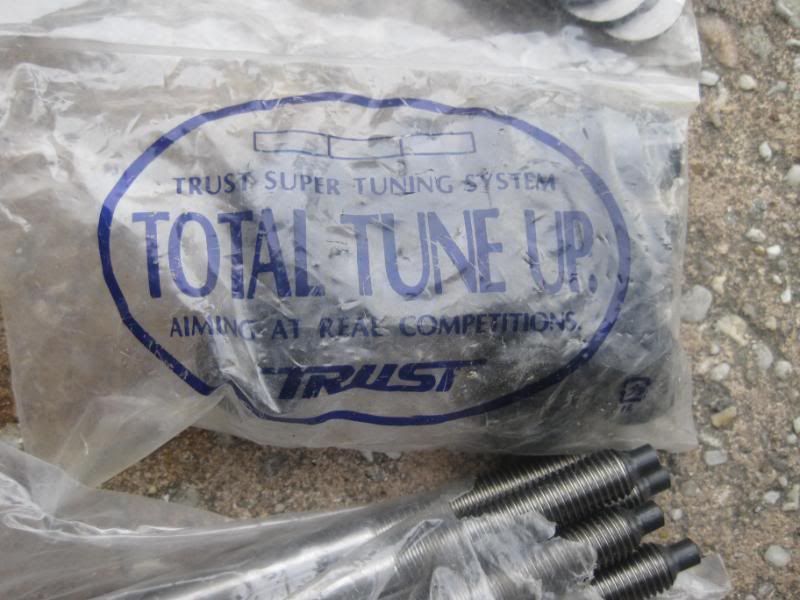 TRUST SUPER TUNING SYSTEM
TOTAL TUNE UP.
AIMING AT REAL COMPETITIONS.
TRUST